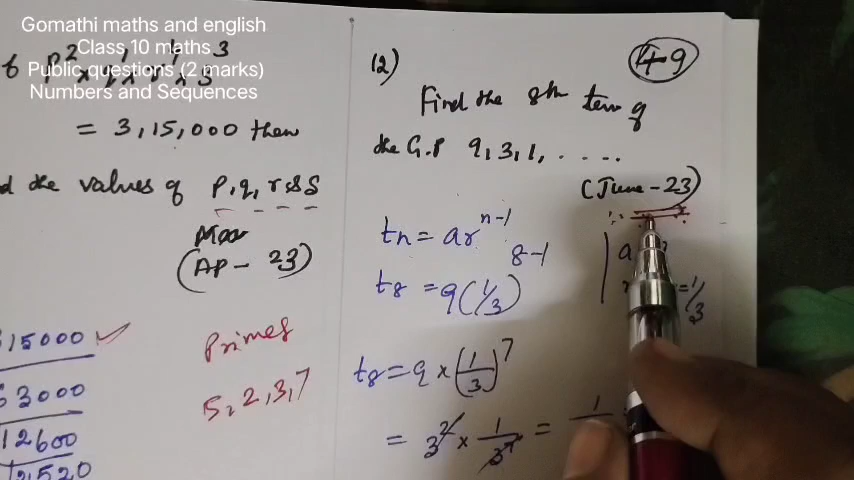 Gomathi maths and english
Class 10 maths
Public questions (2 marks)
Numbers and Sequences
= 3,15,000 then
the values of P, q, r & S
(AP - 23)
15000 ✓
3000
12600
2520
Primes
5, 2, 3, 7
49
(2)
Find the 8th term of
the G.P 9, 3, 1, . . . .
(June - 23)
tn = ar^n-1
t8 = 9(1/3)^8-1
t8 = 9 × (1/3)^7
= 3^2 × 1/3^7 = 1
a
= 1/3